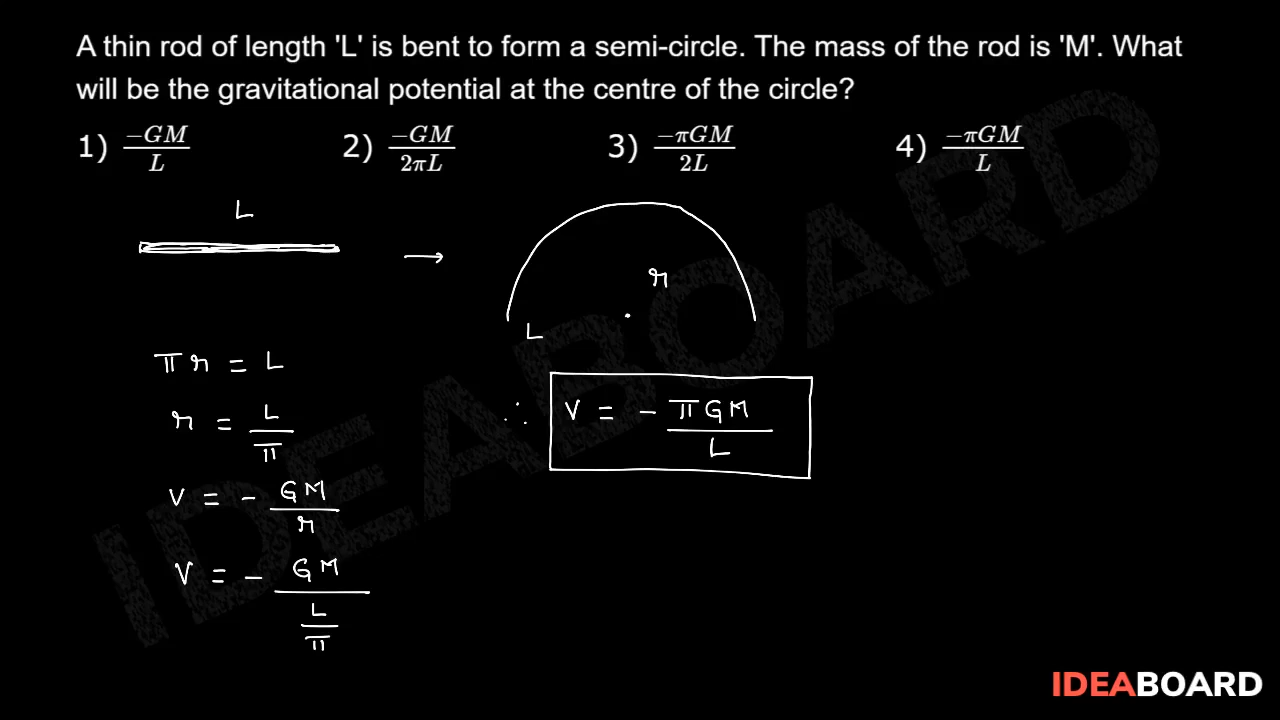 A thin rod of length 'L' is bent to form a semi-circle. The mass of the rod is 'M'. What
will be the gravitational potential at the centre of the circle?
1) −GM/L 2) −GM/2πL 3) −πGM/2L 4) −πGM/L
L
→
r
L
πr = L
r = L/π
V = − GM/r
V = − GM/(L/π)
∴ V = − πGM/L
IDEABOARD
IDEABOARD